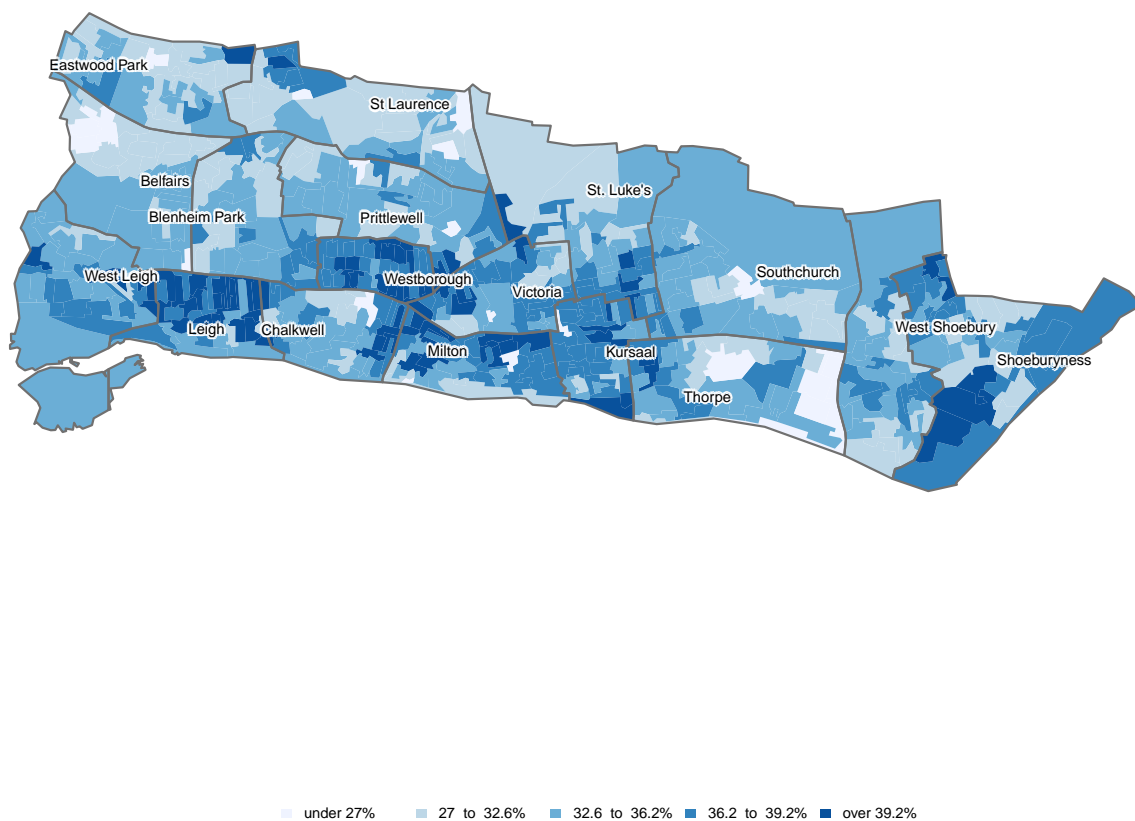 Eastwood Park
St Laurence
Belfairs
St. Luke's
Blenheim Park
Prittlewell
West Leigh
Westborough
Victoria
Southchurch
Leigh
Chalkwell
Milton
Kursaal
West Shoebury
Shoeburyness
Thorpe
under 27%
27 to 32.6%
32.6 to 36.2%
36.2 to 39.2%
over 39.2%